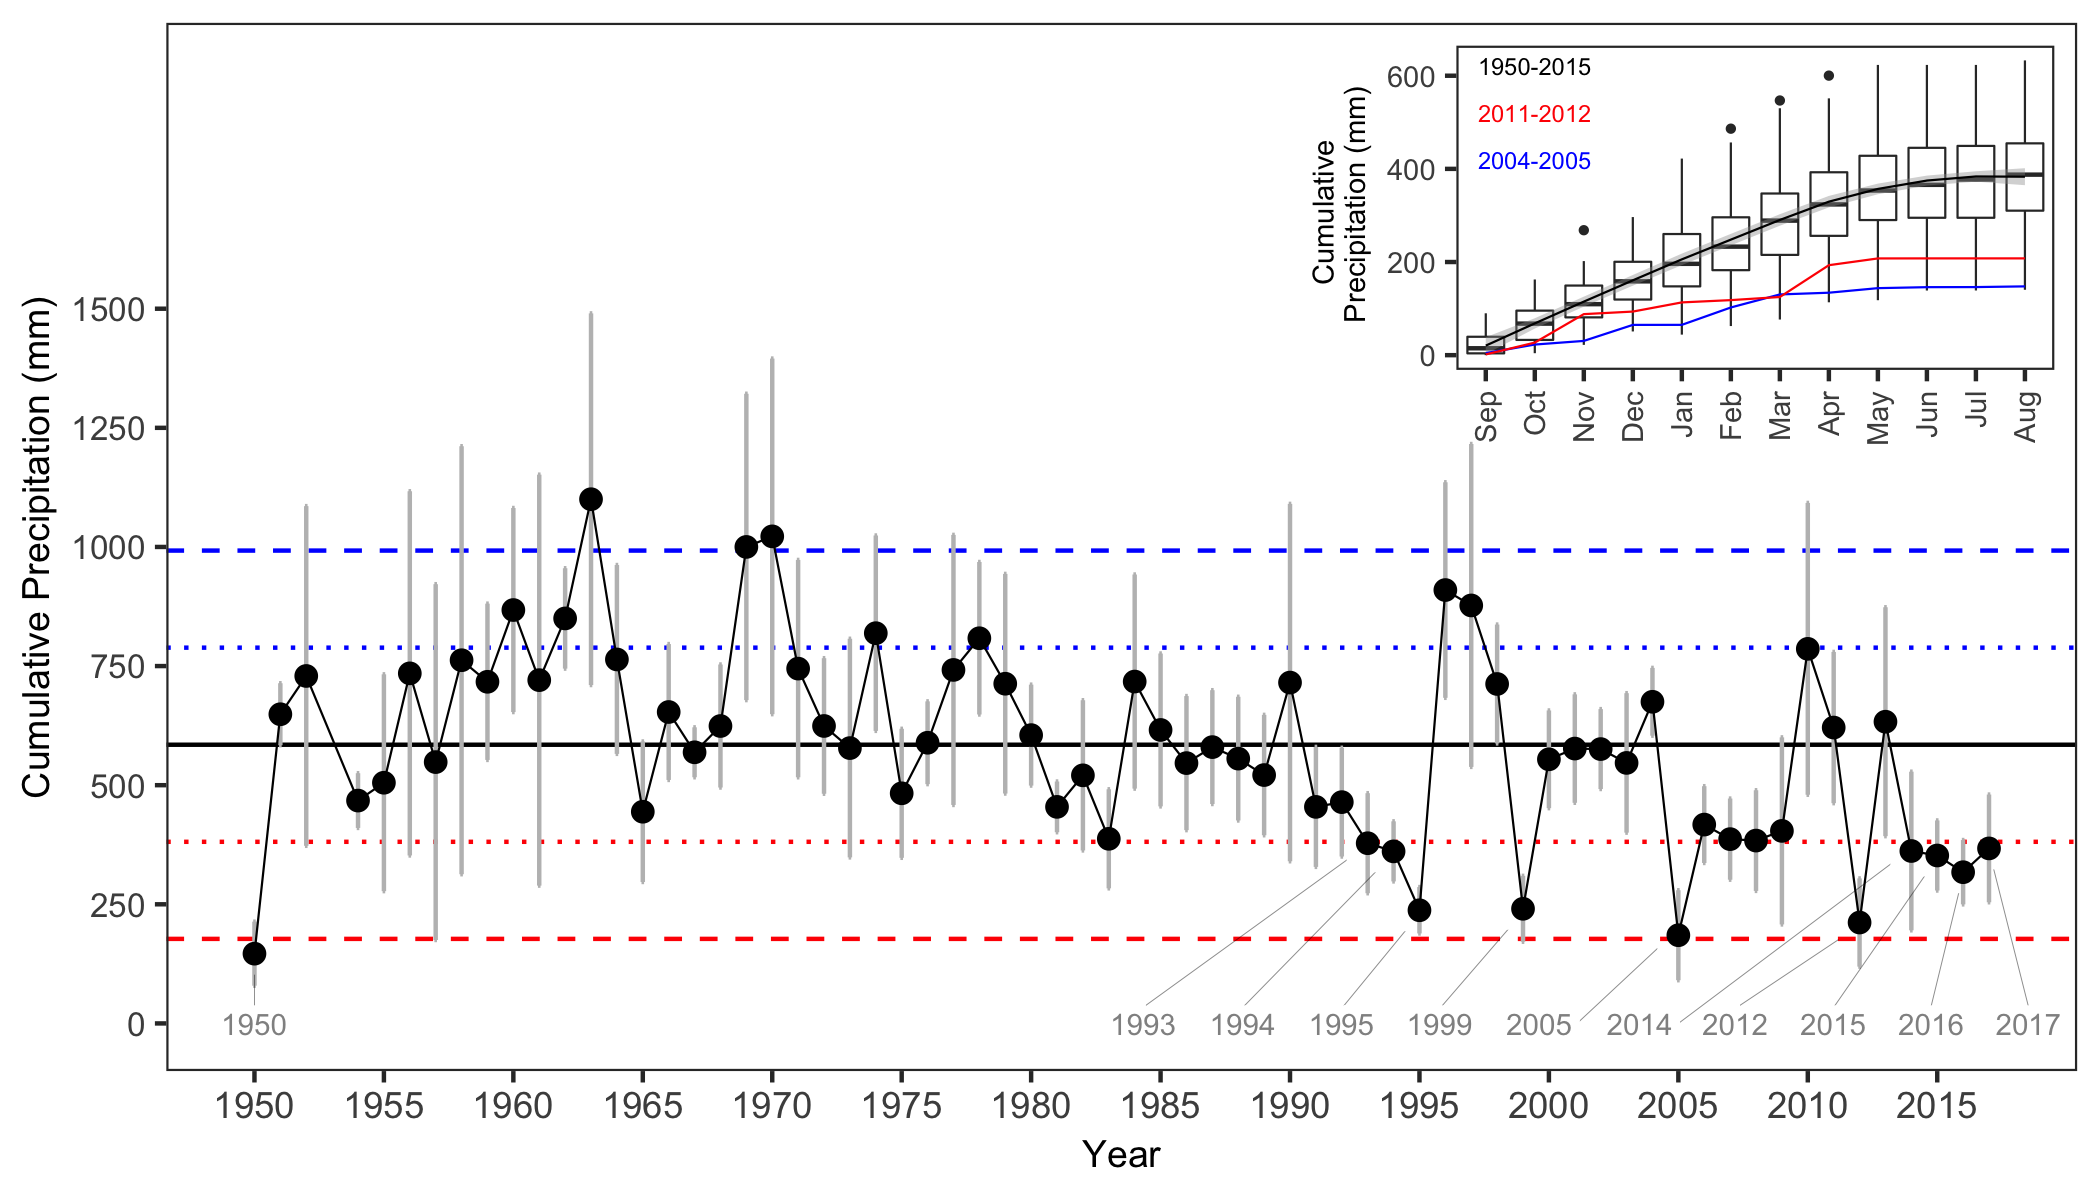 1950-2015
2011-2012
2004-2005
Cumulative
Precipitation (mm)
600
400
200
0
Sep Oct Nov Dec Jan Feb Mar Apr May Jun Jul Aug
Cumulative Precipitation (mm)
1500
1250
1000
750
500
250
0
1950 1993 1994 1995 1999 2005 2014 2012 2015 2016 2017
1950 1955 1960 1965 1970 1975 1980 1985 1990 1995 2000 2005 2010 2015
Year